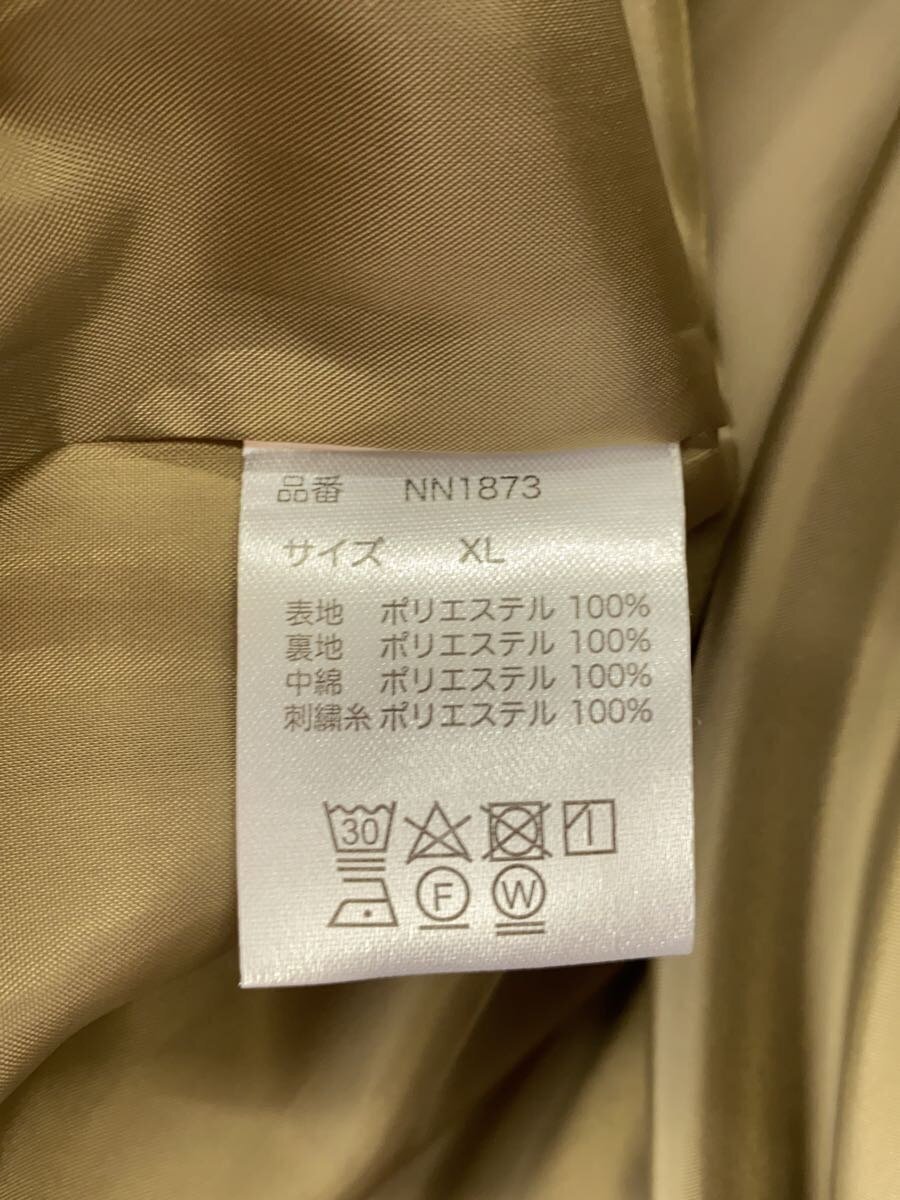 品番 NN1873
サイズ XL
表地 ポリエステル 100%
裏地 ポリエステル 100%
中綿 ポリエステル 100%
刺繍糸 ポリエステル 100%
30
F W